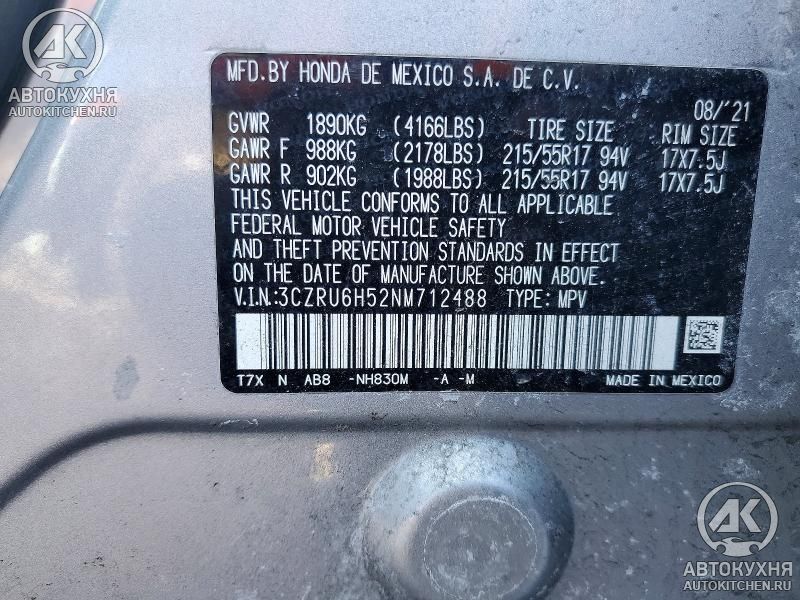 AK
АВТОКУХНЯ
AUTOKITCHEN.RU
MFD.BY HONDA DE MEXICO S.A. DE C.V.
08/'21
GVWR 1890KG (4166LBS) TIRE SIZE RIM SIZE
GAWR F 988KG (2178LBS) 215/55R17 94V 17X7.5J
GAWR R 902KG (1988LBS) 215/55R17 94V 17X7.5J
THIS VEHICLE CONFORMS TO ALL APPLICABLE
FEDERAL MOTOR VEHICLE SAFETY
AND THEFT PREVENTION STANDARDS IN EFFECT
ON THE DATE OF MANUFACTURE SHOWN ABOVE.
V.I.N.:3CZRU6H52NM712488 TYPE: MPV
T7X N AB8 -NH830M -A -M MADE IN MEXICO
AK
АВТОКУХНЯ
AUTOKITCHEN.RU